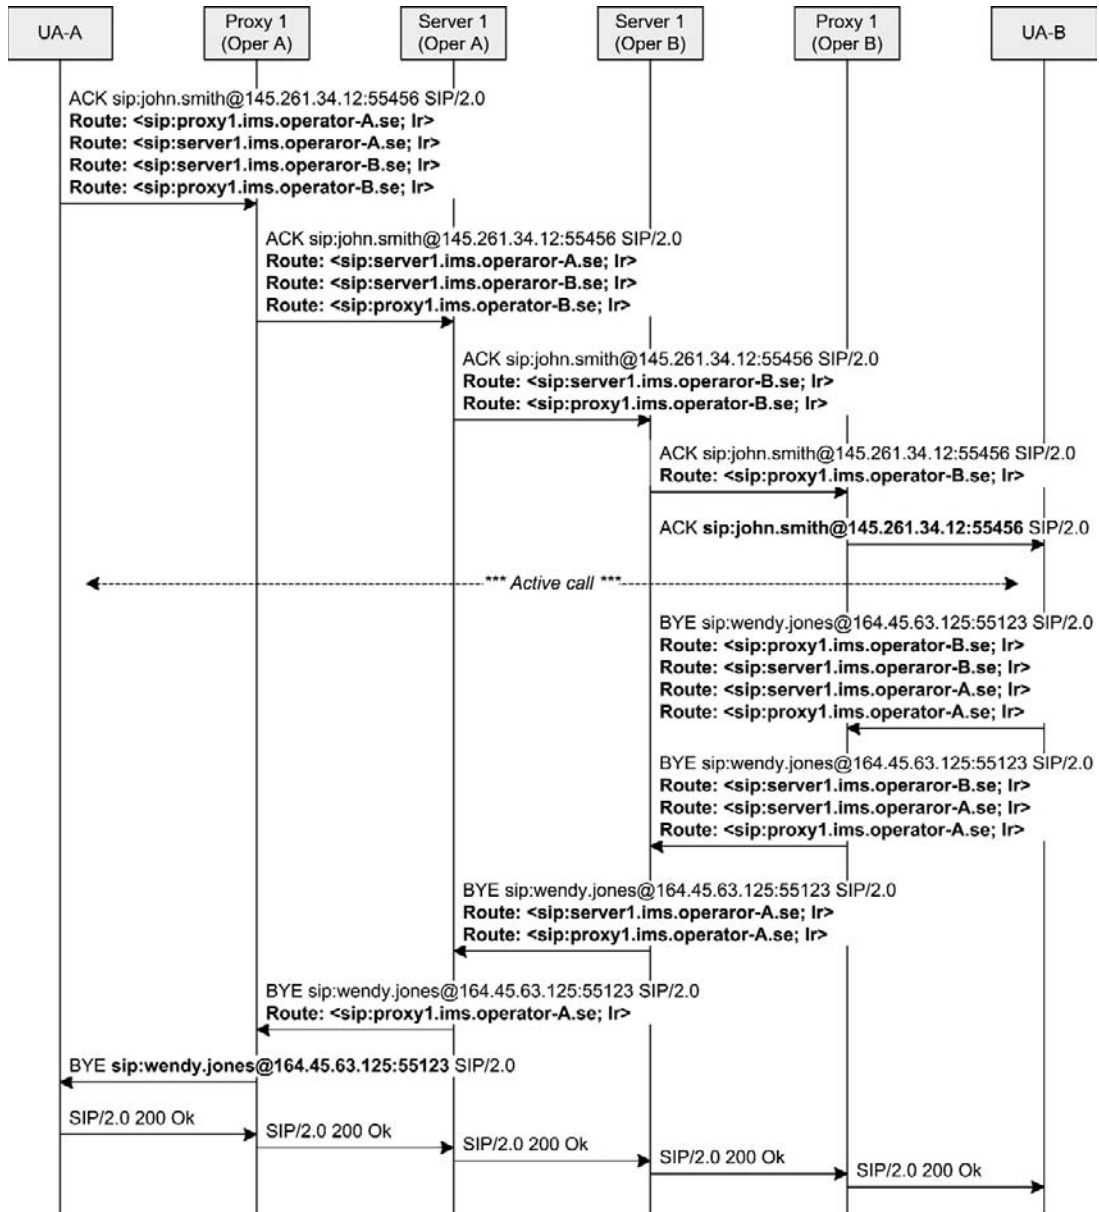 UA-A
Proxy 1
(Oper A)
Server 1
(Oper A)
Server 1
(Oper B)
Proxy 1
(Oper B)
UA-B
ACK sip:john.smith@145.261.34.12:55456 SIP/2.0
Route: <sip:proxy1.ims.operator-A.se; lr>
Route: <sip:server1.ims.operaror-A.se; lr>
Route: <sip:server1.ims.operaror-B.se; lr>
Route: <sip:proxy1.ims.operator-B.se; lr>
ACK sip:john.smith@145.261.34.12:55456 SIP/2.0
Route: <sip:server1.ims.operaror-A.se; lr>
Route: <sip:server1.ims.operaror-B.se; lr>
Route: <sip:proxy1.ims.operator-B.se; lr>
ACK sip:john.smith@145.261.34.12:55456 SIP/2.0
Route: <sip:server1.ims.operaror-B.se; lr>
Route: <sip:proxy1.ims.operator-B.se; lr>
ACK sip:john.smith@145.261.34.12:55456 SIP/2.0
Route: <sip:proxy1.ims.operator-B.se; lr>
ACK sip:john.smith@145.261.34.12:55456 SIP/2.0
*** Active call ***
BYE sip:wendy.jones@164.45.63.125:55123 SIP/2.0
Route: <sip:proxy1.ims.operator-B.se; lr>
Route: <sip:server1.ims.operaror-B.se; lr>
Route: <sip:server1.ims.operaror-A.se; lr>
Route: <sip:proxy1.ims.operator-A.se; lr>
BYE sip:wendy.jones@164.45.63.125:55123 SIP/2.0
Route: <sip:server1.ims.operaror-B.se; lr>
Route: <sip:server1.ims.operaror-A.se; lr>
Route: <sip:proxy1.ims.operator-A.se; lr>
BYE sip:wendy.jones@164.45.63.125:55123 SIP/2.0
Route: <sip:server1.ims.operaror-A.se; lr>
Route: <sip:proxy1.ims.operator-A.se; lr>
BYE sip:wendy.jones@164.45.63.125:55123 SIP/2.0
Route: <sip:proxy1.ims.operator-A.se; lr>
BYE sip:wendy.jones@164.45.63.125:55123 SIP/2.0
SIP/2.0 200 Ok
SIP/2.0 200 Ok
SIP/2.0 200 Ok
SIP/2.0 200 Ok
SIP/2.0 200 Ok